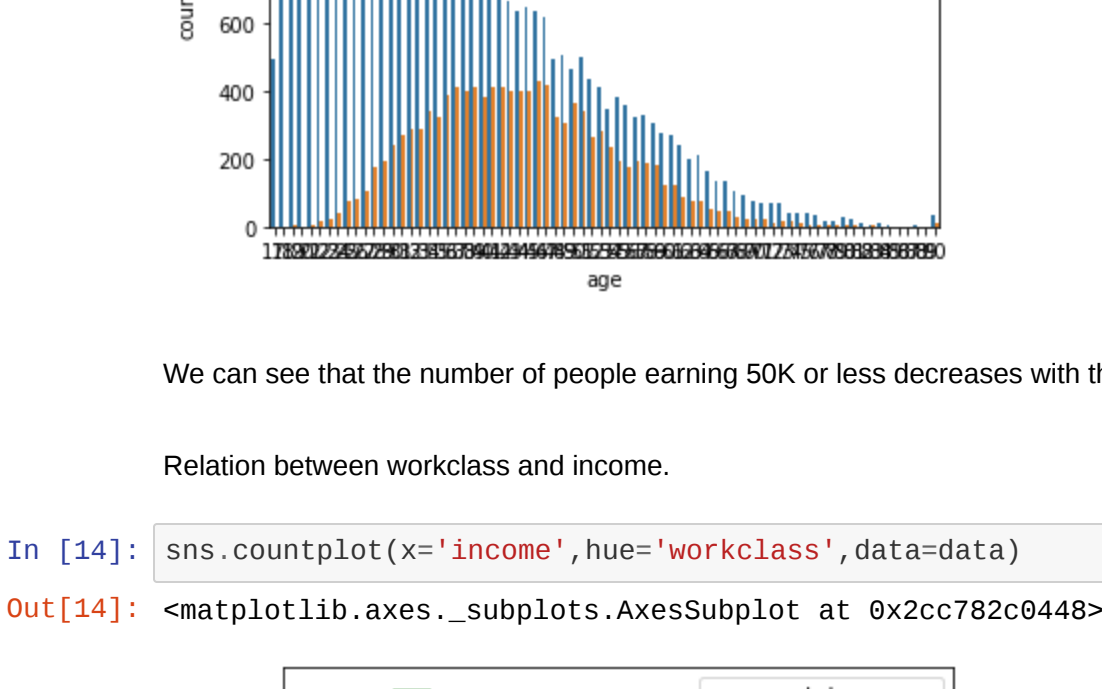 600
400
200
0
age
We can see that the number of people earning 50K or less decreases with
Relation between workclass and income.
In [14]: sns.countplot(x='income',hue='workclass',data=data)
Out[14]: <matplotlib.axes._subplots.AxesSubplot at 0x2cc782c0448>